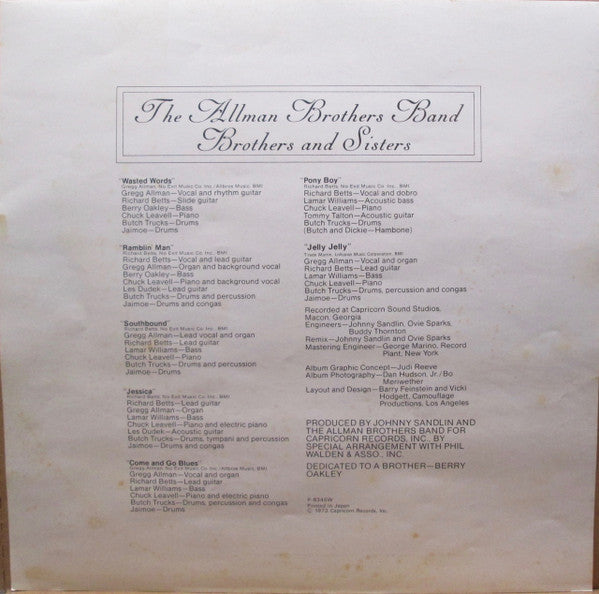 The Allman Brothers Band
Brothers and Sisters
"Wasted Words"
Gregg Allman, No Exit Music Co. Inc./Allbrox Music, BMI
Gregg Allman—Vocal and rhythm guitar
Richard Betts—Slide guitar
Berry Oakley—Bass
Chuck Leavell—Piano
Butch Trucks—Drums
Jaimoe—Drums
"Ramblin' Man"
Richard Betts, No Exit Music Co. Inc., BMI
Richard Betts—Vocal and lead guitar
Gregg Allman—Organ and background vocal
Berry Oakley—Bass
Chuck Leavell—Piano and background vocal
Les Dudek—Lead guitar
Butch Trucks—Drums and percussion
Jaimoe—Drums and congas
"Southbound"
Richard Betts, No Exit Music Co. Inc., BMI
Gregg Allman—Lead vocal and organ
Richard Betts—Lead guitar
Lamar Williams—Bass
Chuck Leavell—Piano
Butch Trucks—Drums and percussion
Jaimoe—Drums
"Jessica"
Richard Betts, No Exit Music Co. Inc., BMI
Richard Betts—Lead guitar
Gregg Allman—Organ
Lamar Williams—Bass
Chuck Leavell—Piano and electric piano
Les Dudek—Acoustic guitar
Butch Trucks—Drums, tympani and percussion
Jaimoe—Drums and congas
"Come and Go Blues"
Gregg Allman, No Exit Music Co. Inc./Allbrox Music, BMI
Gregg Allman—Vocal and organ
Richard Betts—Lead guitar
Lamar Williams—Bass
Chuck Leavell—Piano and electric piano
Butch Trucks—Drums, percussion and congas
Jaimoe—Drums
"Pony Boy"
Richard Betts, No Exit Music Co. Inc., BMI
Richard Betts—Vocal and dobro
Lamar Williams—Acoustic bass
Chuck Leavell—Piano
Tommy Talton—Acoustic guitar
Butch Trucks—Drums
(Butch and Dickie—Hambone)
"Jelly Jelly"
Trade Martin, Unbelievable Music Corporation, BMI
Gregg Allman—Vocal and organ
Richard Betts—Lead guitar
Lamar Williams—Bass
Chuck Leavell—Piano
Butch Trucks—Drums, percussion and congas
Jaimoe—Drums
Recorded at Capricorn Sound Studios,
Macon, Georgia
Engineers—Johnny Sandlin, Ovie Sparks,
Buddy Thornton
Remix—Johnny Sandlin and Ovie Sparks
Mastering Engineer—George Marino, Record
Plant, New York
Album Graphic Concept—Judi Reeve
Album Photography—Dan Hudson, Jr./Bo
Meriwether
Layout and Design—Barry Feinstein and Vicki
Hodgett, Camouflage
Productions, Los Angeles
PRODUCED BY JOHNNY SANDLIN AND
THE ALLMAN BROTHERS BAND FOR
CAPRICORN RECORDS, INC., BY
SPECIAL ARRANGEMENT WITH PHIL
WALDEN & ASSO., INC.
DEDICATED TO A BROTHER—BERRY
OAKLEY
P-8345W
Printed in Japan
© 1973 Capricorn Records, Inc.